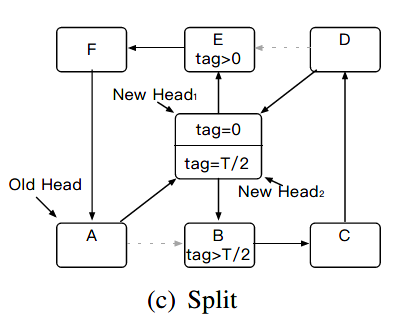 F
E
tag>0
D
New Head₁
tag=0
tag=T/2
Old Head
New Head₂
A
B
tag>T/2
C
(c) Split